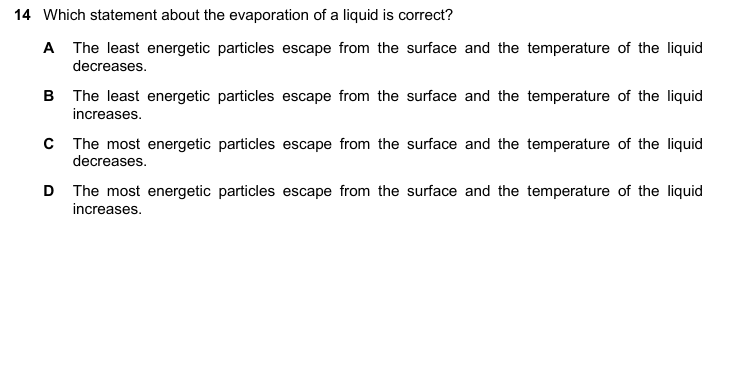 14 Which statement about the evaporation of a liquid is correct?
A The least energetic particles escape from the surface and the temperature of the liquid
decreases.
B The least energetic particles escape from the surface and the temperature of the liquid
increases.
C The most energetic particles escape from the surface and the temperature of the liquid
decreases.
D The most energetic particles escape from the surface and the temperature of the liquid
increases.